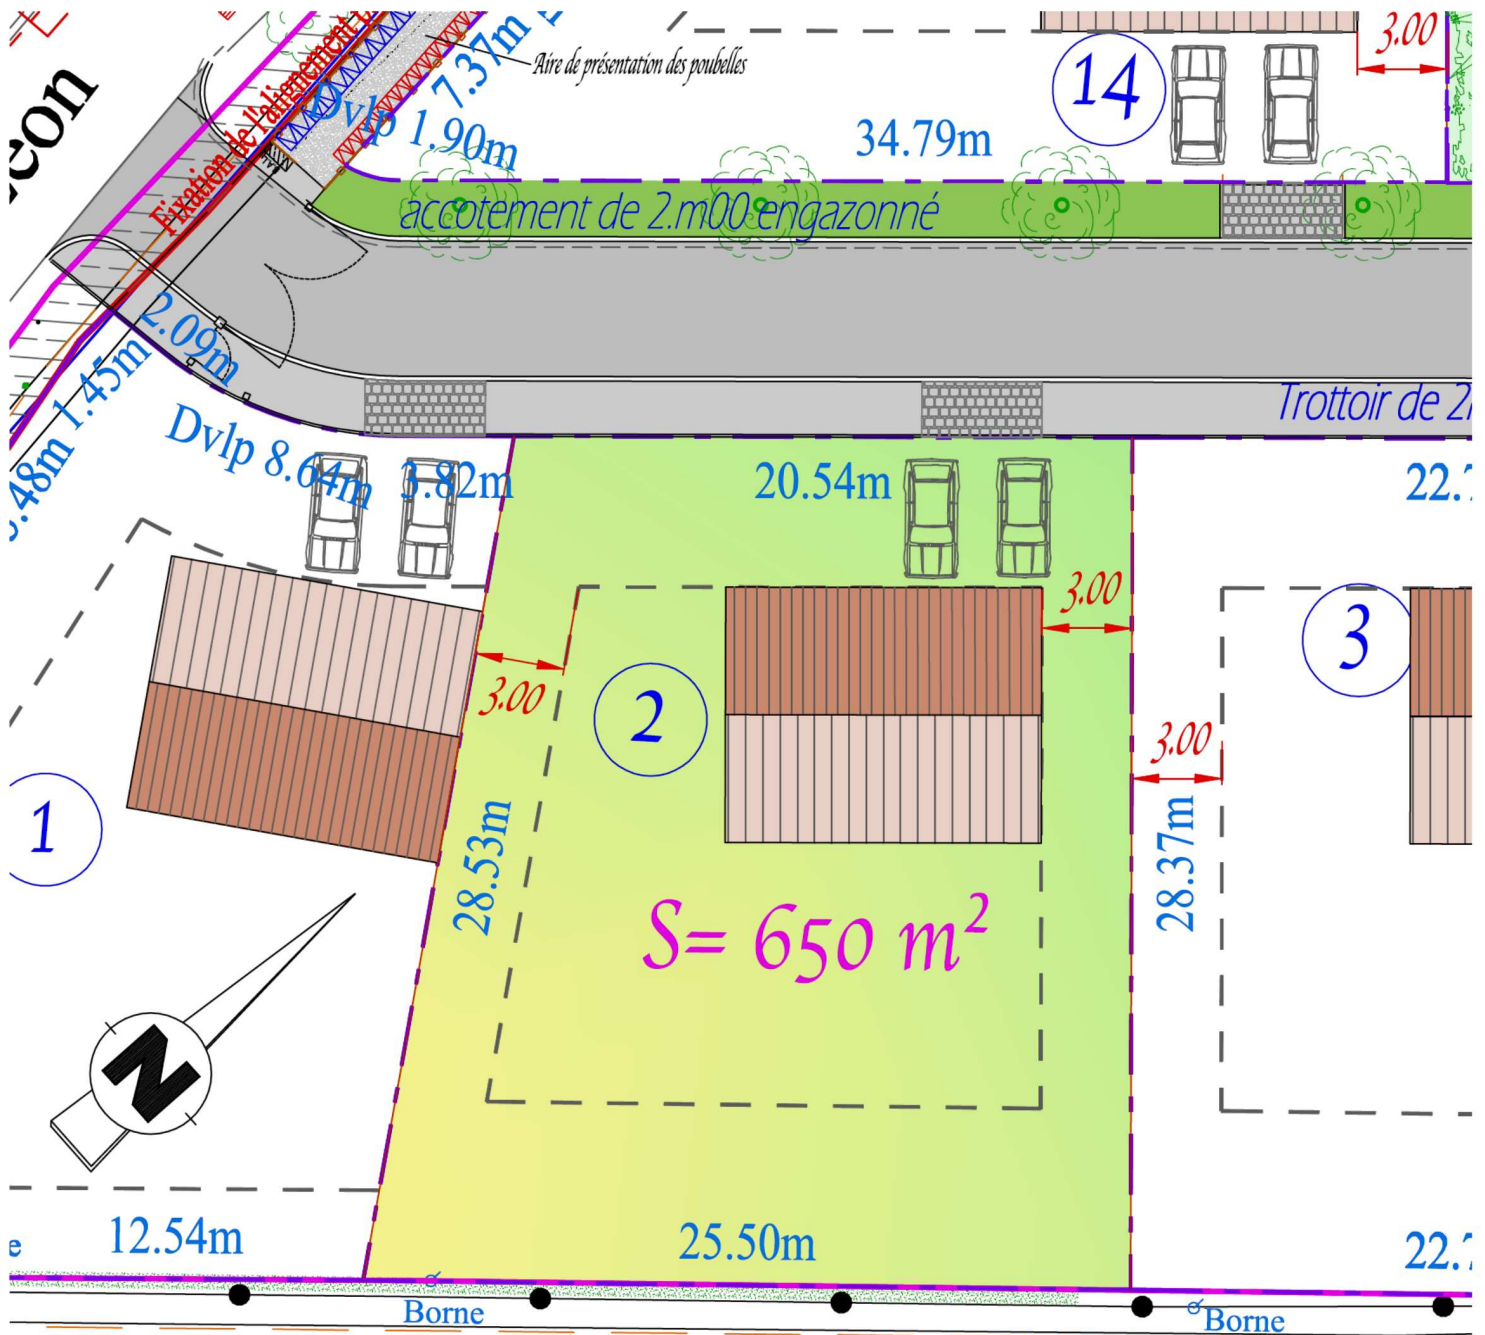 Aire de présentation des poubelles
7.37m
3.00
14
Fixation de l'alignement
Dvlp 1.90m
34.79m
accotement de 2.m00 engazonné
2.09m
1.45m
Trottoir de 2
Dvlp 8.64m
3.82m
20.54m
22.
.48m
3.00
3.00
3
2
3.00
1
28.53m
28.37m
S= 650 m²
N
12.54m
25.50m
22.
e
Borne
Borne